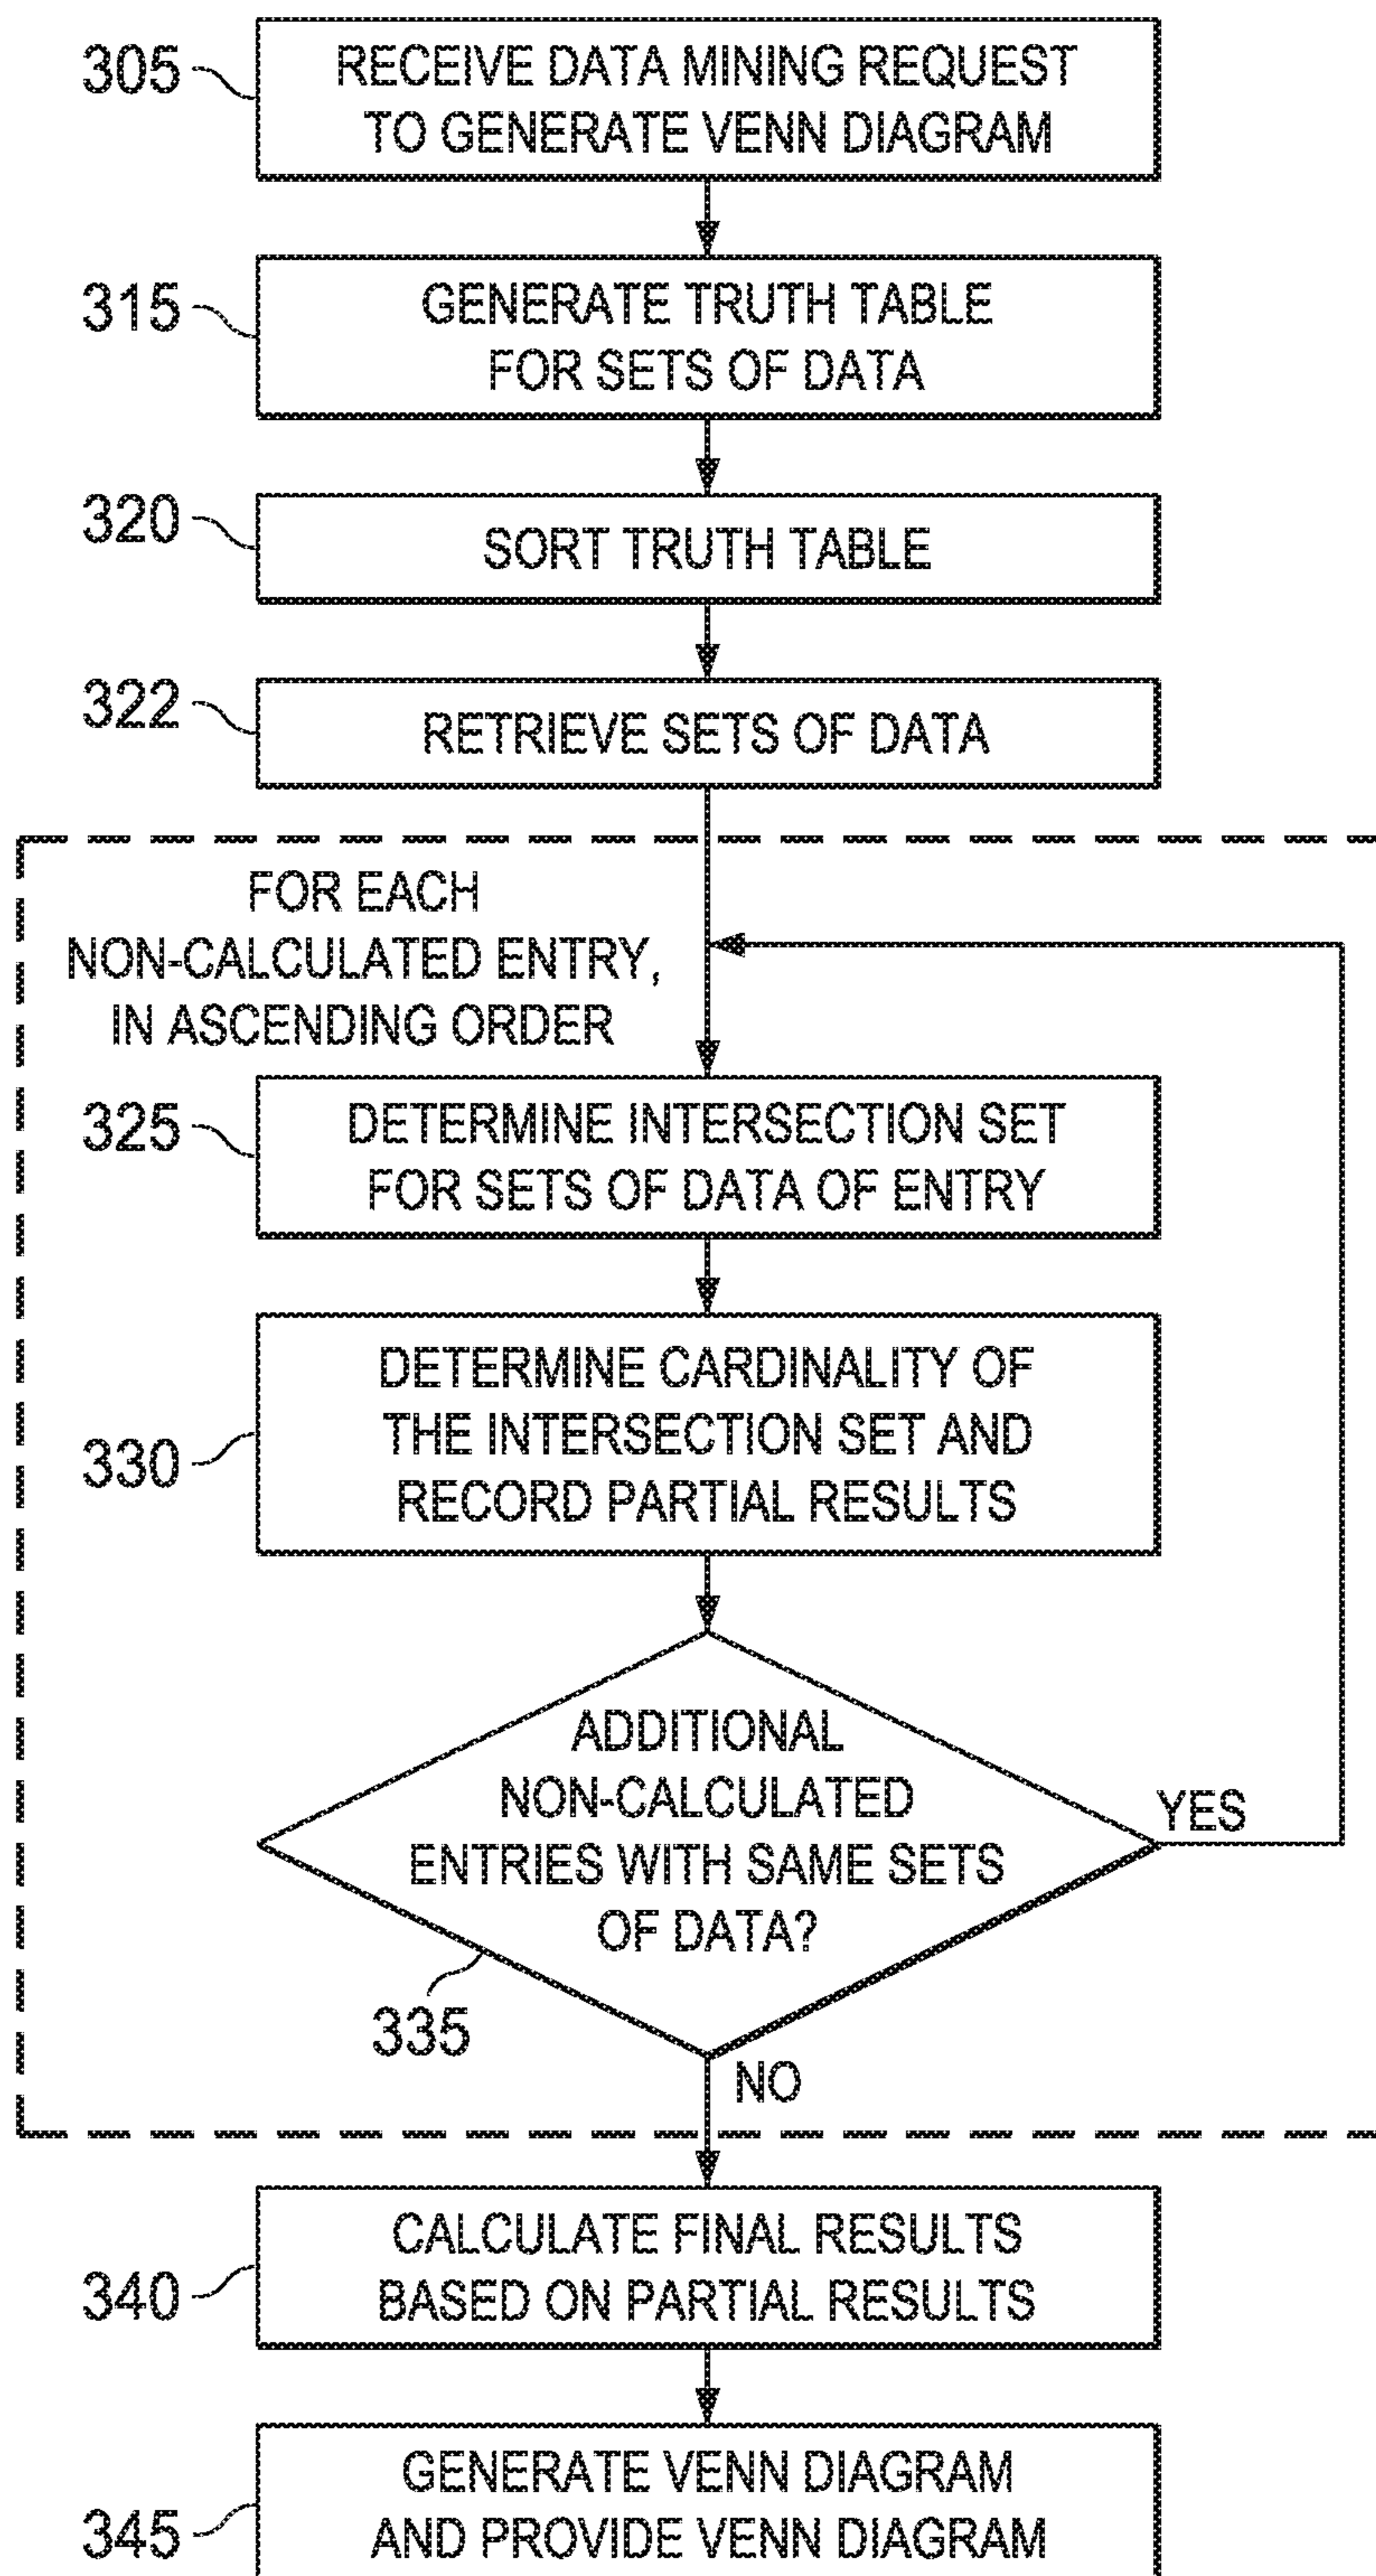 305
RECEIVE DATA MINING REQUEST
TO GENERATE VENN DIAGRAM
315
GENERATE TRUTH TABLE
FOR SETS OF DATA
320
SORT TRUTH TABLE
322
RETRIEVE SETS OF DATA
FOR EACH
NON-CALCULATED ENTRY,
IN ASCENDING ORDER
325
DETERMINE INTERSECTION SET
FOR SETS OF DATA OF ENTRY
330
DETERMINE CARDINALITY OF
THE INTERSECTION SET AND
RECORD PARTIAL RESULTS
ADDITIONAL
NON-CALCULATED
ENTRIES WITH SAME SETS
OF DATA?
YES
335
NO
340
CALCULATE FINAL RESULTS
BASED ON PARTIAL RESULTS
345
GENERATE VENN DIAGRAM
AND PROVIDE VENN DIAGRAM